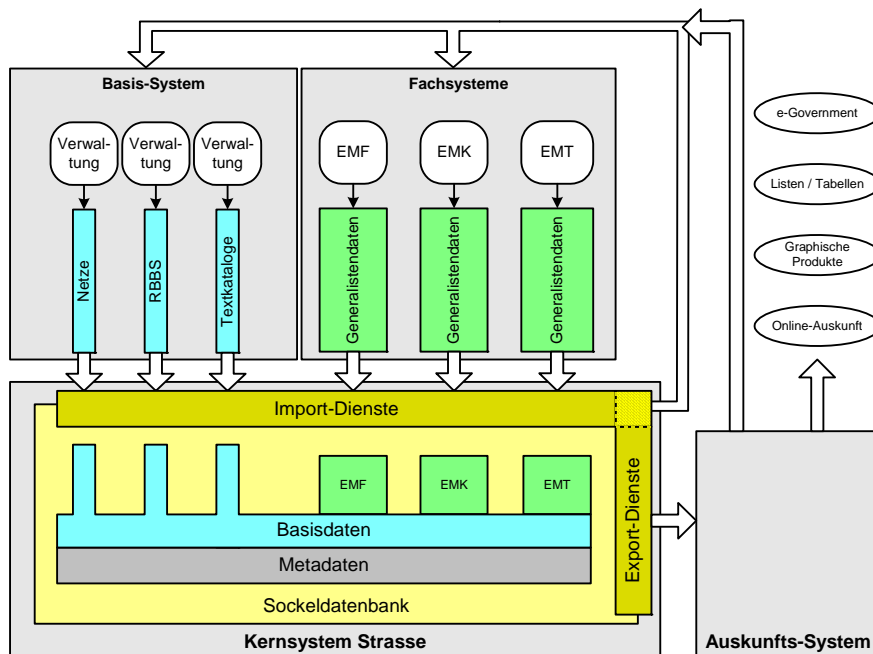 Basis-System
Fachsysteme
Verwal-
tung
Verwal-
tung
Verwal-
tung
EMF
EMK
EMT
e-Government
Listen / Tabellen
Graphische
Produkte
Online-Auskunft
Netze
RBBS
Textkataloge
Generalistendaten
Generalistendaten
Generalistendaten
Import-Dienste
EMF
EMK
EMT
Export-Dienste
Basisdaten
Metadaten
Sockeldatenbank
Kernsystem Strasse
Auskunfts-System